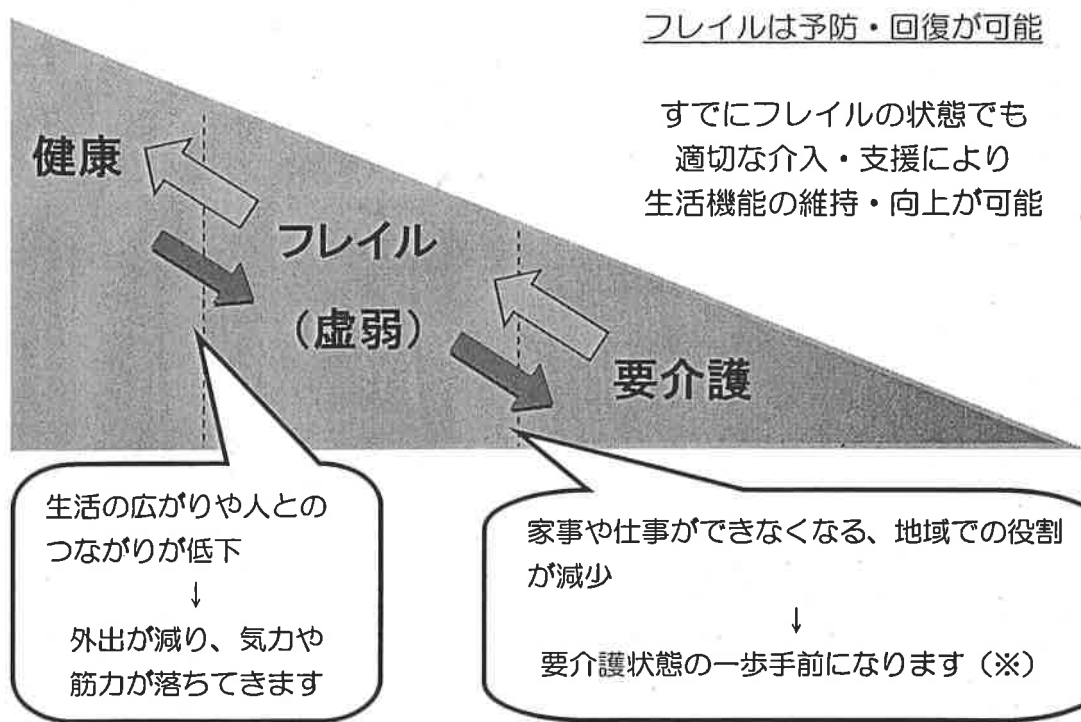 フレイルは予防・回復が可能
すでにフレイルの状態でも
適切な介入・支援により
生活機能の維持・向上が可能
健康
フレイル
（虚弱）
要介護
生活の広がりや人との
つながりが低下
↓
外出が減り、気力や
筋力が落ちてきます
家事や仕事ができなくなる、地域での役割
が減少
↓
要介護状態の一歩手前になります（※）